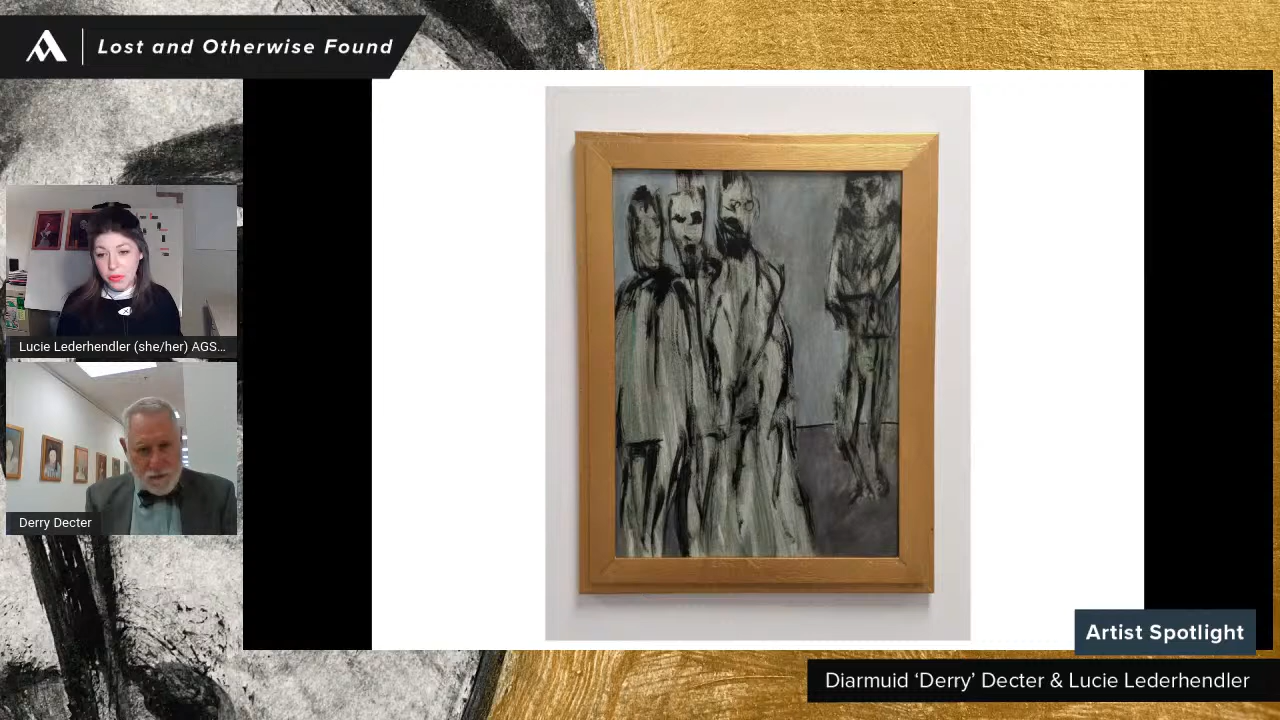 Lost and Otherwise Found
Lucie Lederhendler (she/her) AGS...
Derry Decter
Artist Spotlight
Diarmuid ‘Derry’ Decter & Lucie Lederhendler